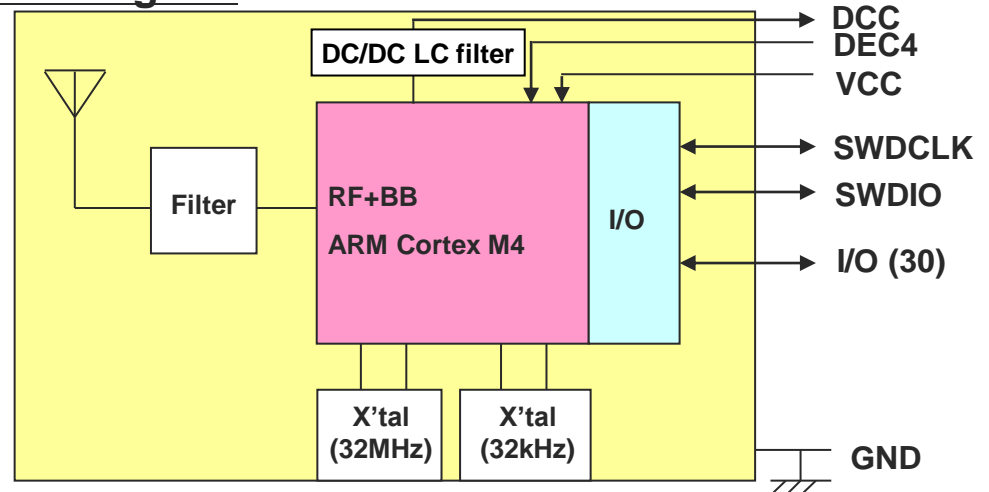 DCC
DC/DC LC filter
DEC4
VCC
SWDCLK
Filter
RF+BB
SWDIO
I/O
ARM Cortex M4
I/O (30)
X'tal
(32MHz)
X'tal
(32kHz)
GND